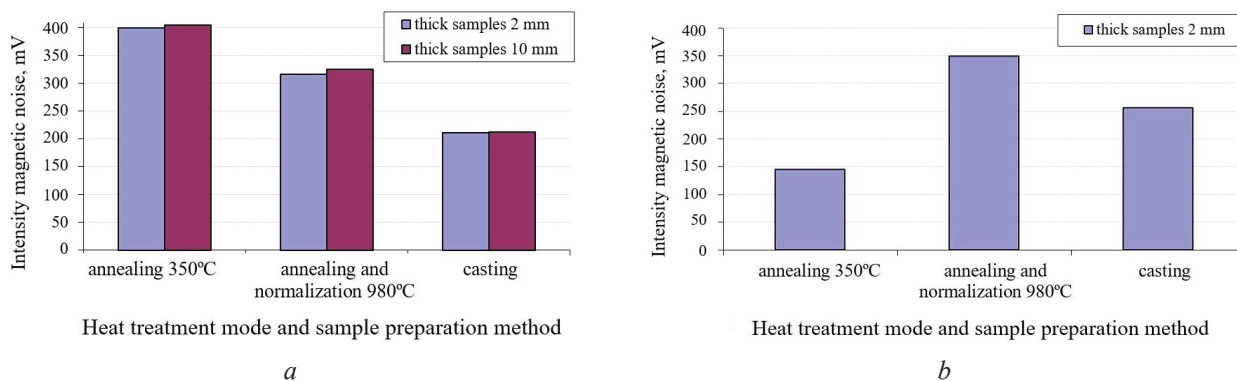 Intensity magnetic noise, mV
400
350
300
250
200
150
100
50
0
thick samples 2 mm
thick samples 10 mm
annealing 350ºC
annealing and
normalization 980ºC
casting
Heat treatment mode and sample preparation method
a
Intensity magnetic noise, mV
400
350
300
250
200
150
100
50
0
thick samples 2 mm
annealing 350ºC
annealing and
normalization 980ºC
casting
Heat treatment mode and sample preparation method
b